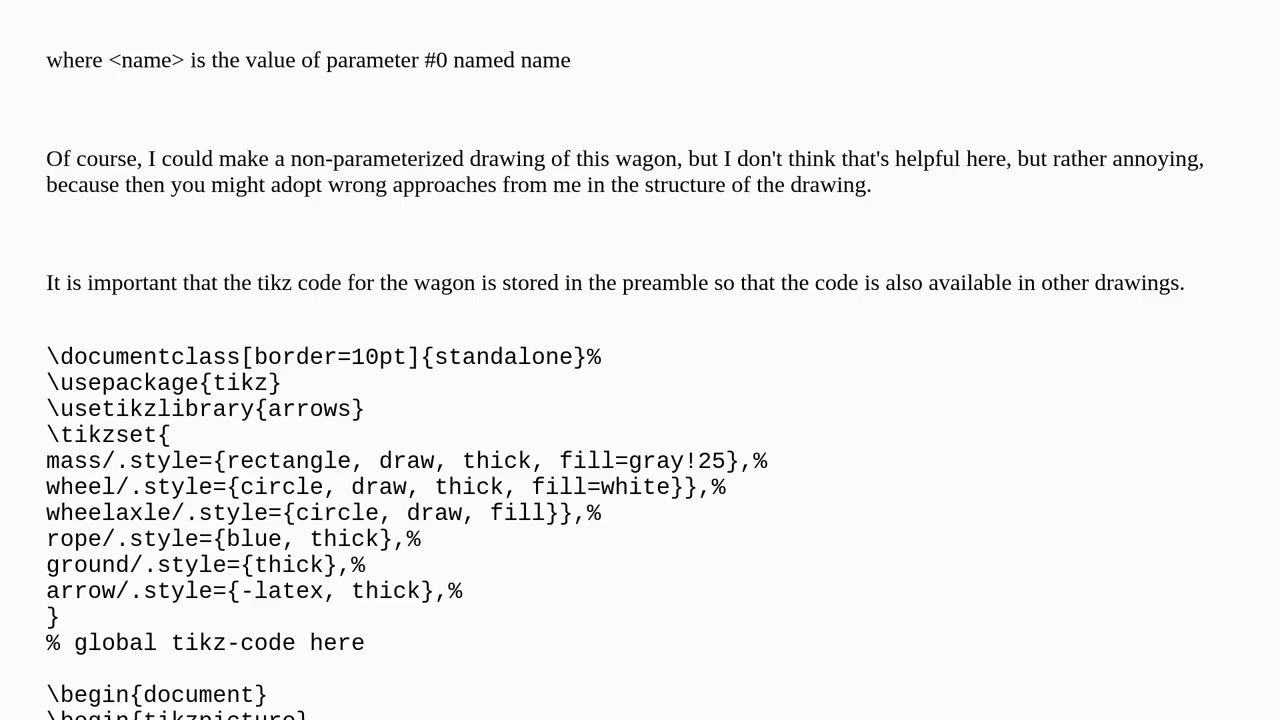 where <name> is the value of parameter #0 named name
Of course, I could make a non-parameterized drawing of this wagon, but I don't think that's helpful here, but rather annoying,
because then you might adopt wrong approaches from me in the structure of the drawing.
It is important that the tikz code for the wagon is stored in the preamble so that the code is also available in other drawings.
\documentclass[border=10pt]{standalone}%
\usepackage{tikz}
\usetikzlibrary{arrows}
\tikzset{
mass/.style={rectangle, draw, thick, fill=gray!25},%
wheel/.style={circle, draw, thick, fill=white}},%
wheelaxle/.style={circle, draw, fill}},%
rope/.style={blue, thick},%
ground/.style={thick},%
arrow/.style={-latex, thick},%
}
% global tikz-code here
\begin{document}
\begin{tikzpicture}